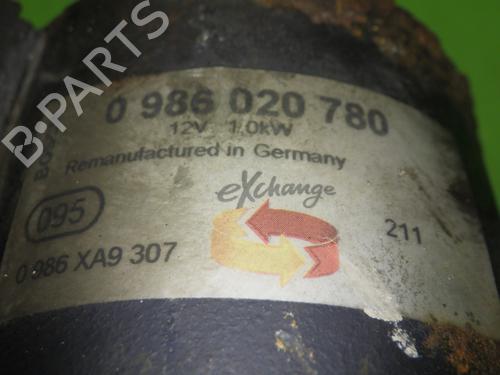 B-PARTS
0 986 020 780
12V 1.0kW
Remanufactured in Germany
eXchange
095
211
0 986 XA9 307